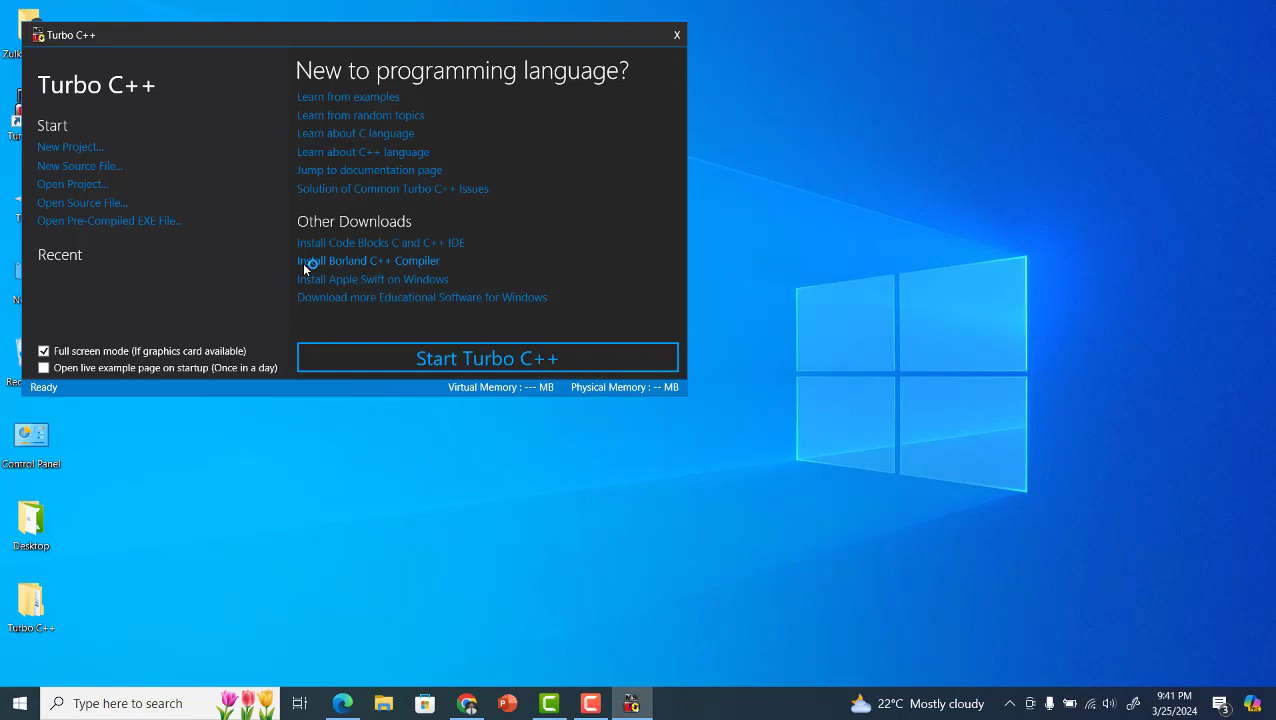 Turbo C++
X
Turbo C++
Start
New Project...
New Source File...
Open Project...
Open Source File...
Open Pre-Compiled EXE File...
Recent
Full screen mode (If graphics card available)
Open live example page on startup (Once in a day)
New to programming language?
Learn from examples
Learn from random topics
Learn about C language
Learn about C++ language
Jump to documentation page
Solution of Common Turbo C++ Issues
Other Downloads
Install Code Blocks C and C++ IDE
Install Borland C++ Compiler
Install Apple Swift on Windows
Download more Educational Software for Windows
Start Turbo C++
Ready
Virtual Memory : --- MB
Physical Memory : -- MB
Control Panel
Desktop
Turbo C++
Type here to search
22°C Mostly cloudy
9:41 PM
3/25/2024
3